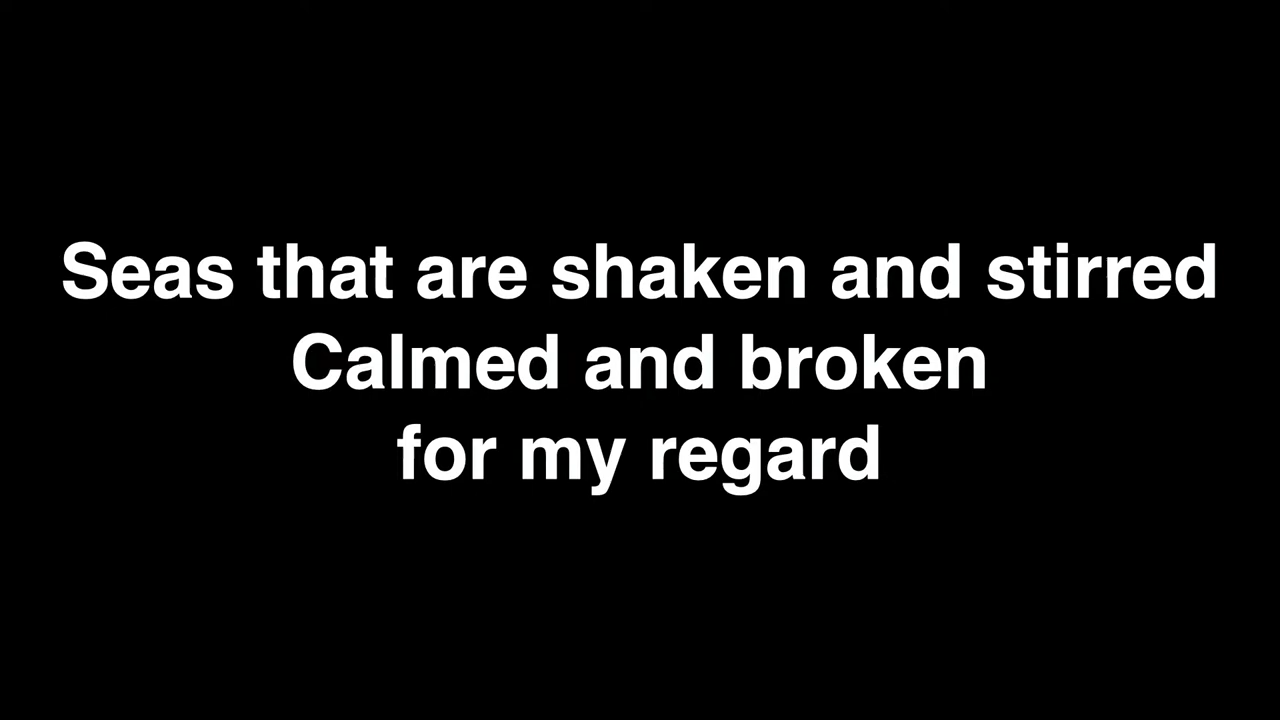 Seas that are shaken and stirred
Calmed and broken
for my regard